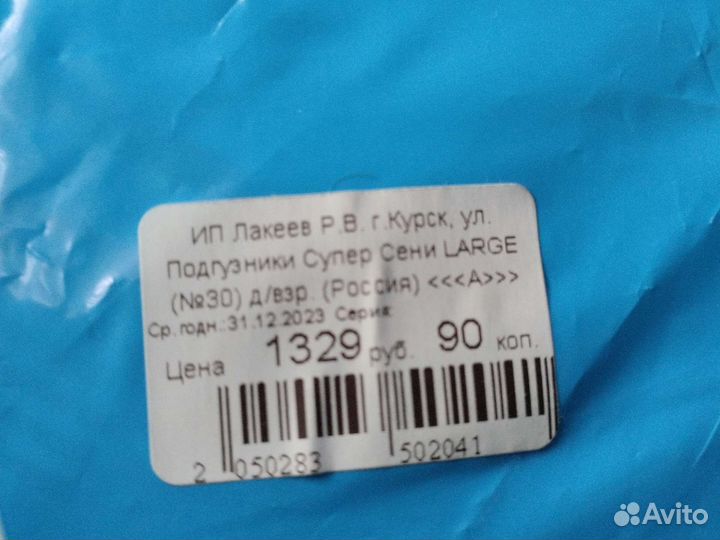 ИП Лакеев Р.В. г.Курск, ул.
Подгузники Супер Сени LARGE
(№30) д/взр. (Россия) <<<А>>>
Ср.годн.:31.12.2023 Серия:
Цена 1329 руб. 90 коп.
2 050283 502041
Avito